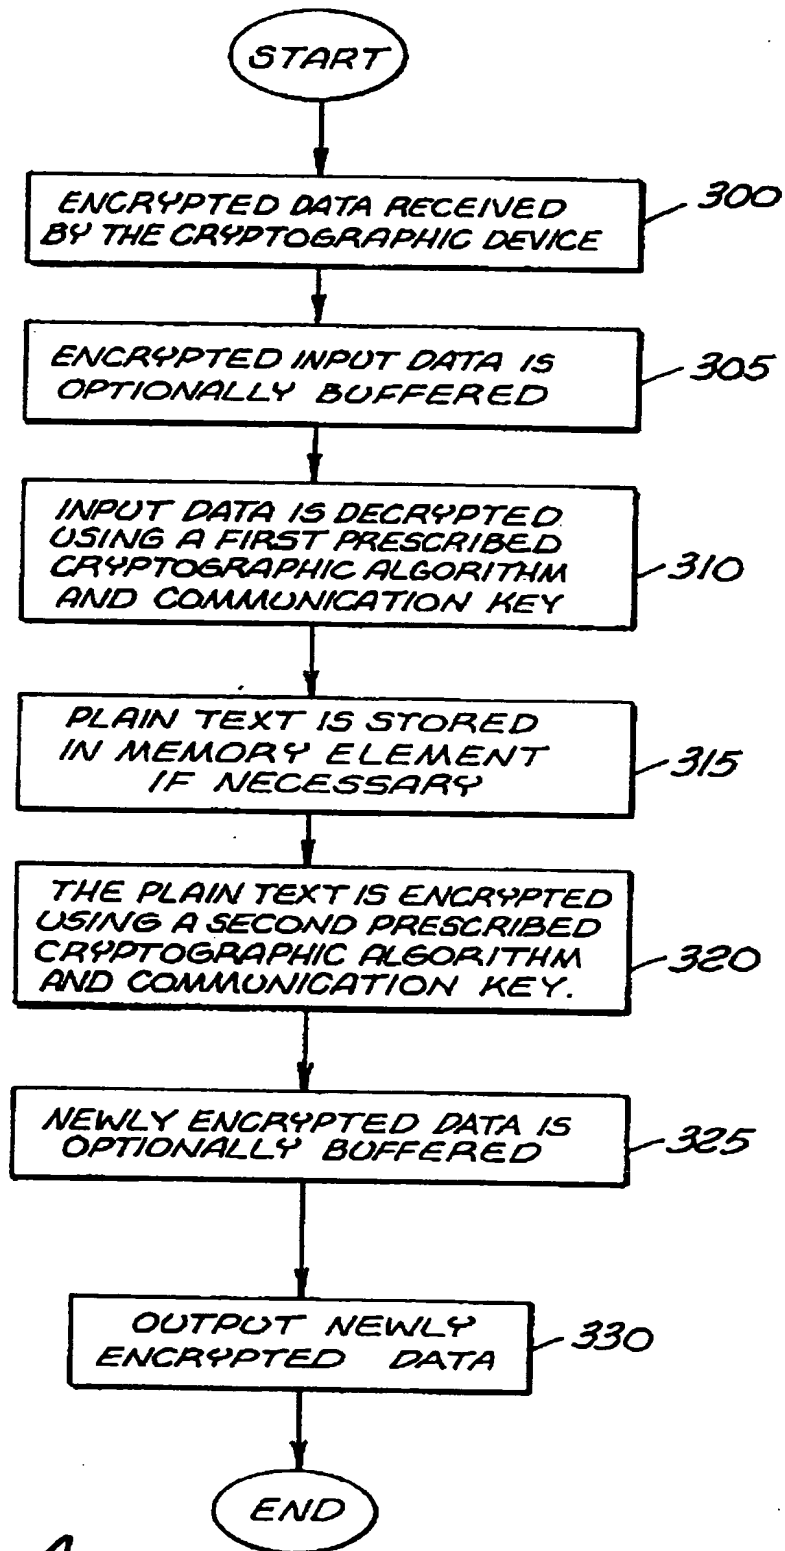 START
ENCRYPTED DATA RECEIVED
BY THE CRYPTOGRAPHIC DEVICE
300
ENCRYPTED INPUT DATA IS
OPTIONALLY BUFFERED
305
INPUT DATA IS DECRYPTED
USING A FIRST PRESCRIBED
CRYPTOGRAPHIC ALGORITHM
AND COMMUNICATION KEY
310
PLAIN TEXT IS STORED
IN MEMORY ELEMENT
IF NECESSARY
315
THE PLAIN TEXT IS ENCRYPTED
USING A SECOND PRESCRIBED
CRYPTOGRAPHIC ALGORITHM
AND COMMUNICATION KEY.
320
NEWLY ENCRYPTED DATA IS
OPTIONALLY BUFFERED
325
OUTPUT NEWLY
ENCRYPTED DATA
330
END